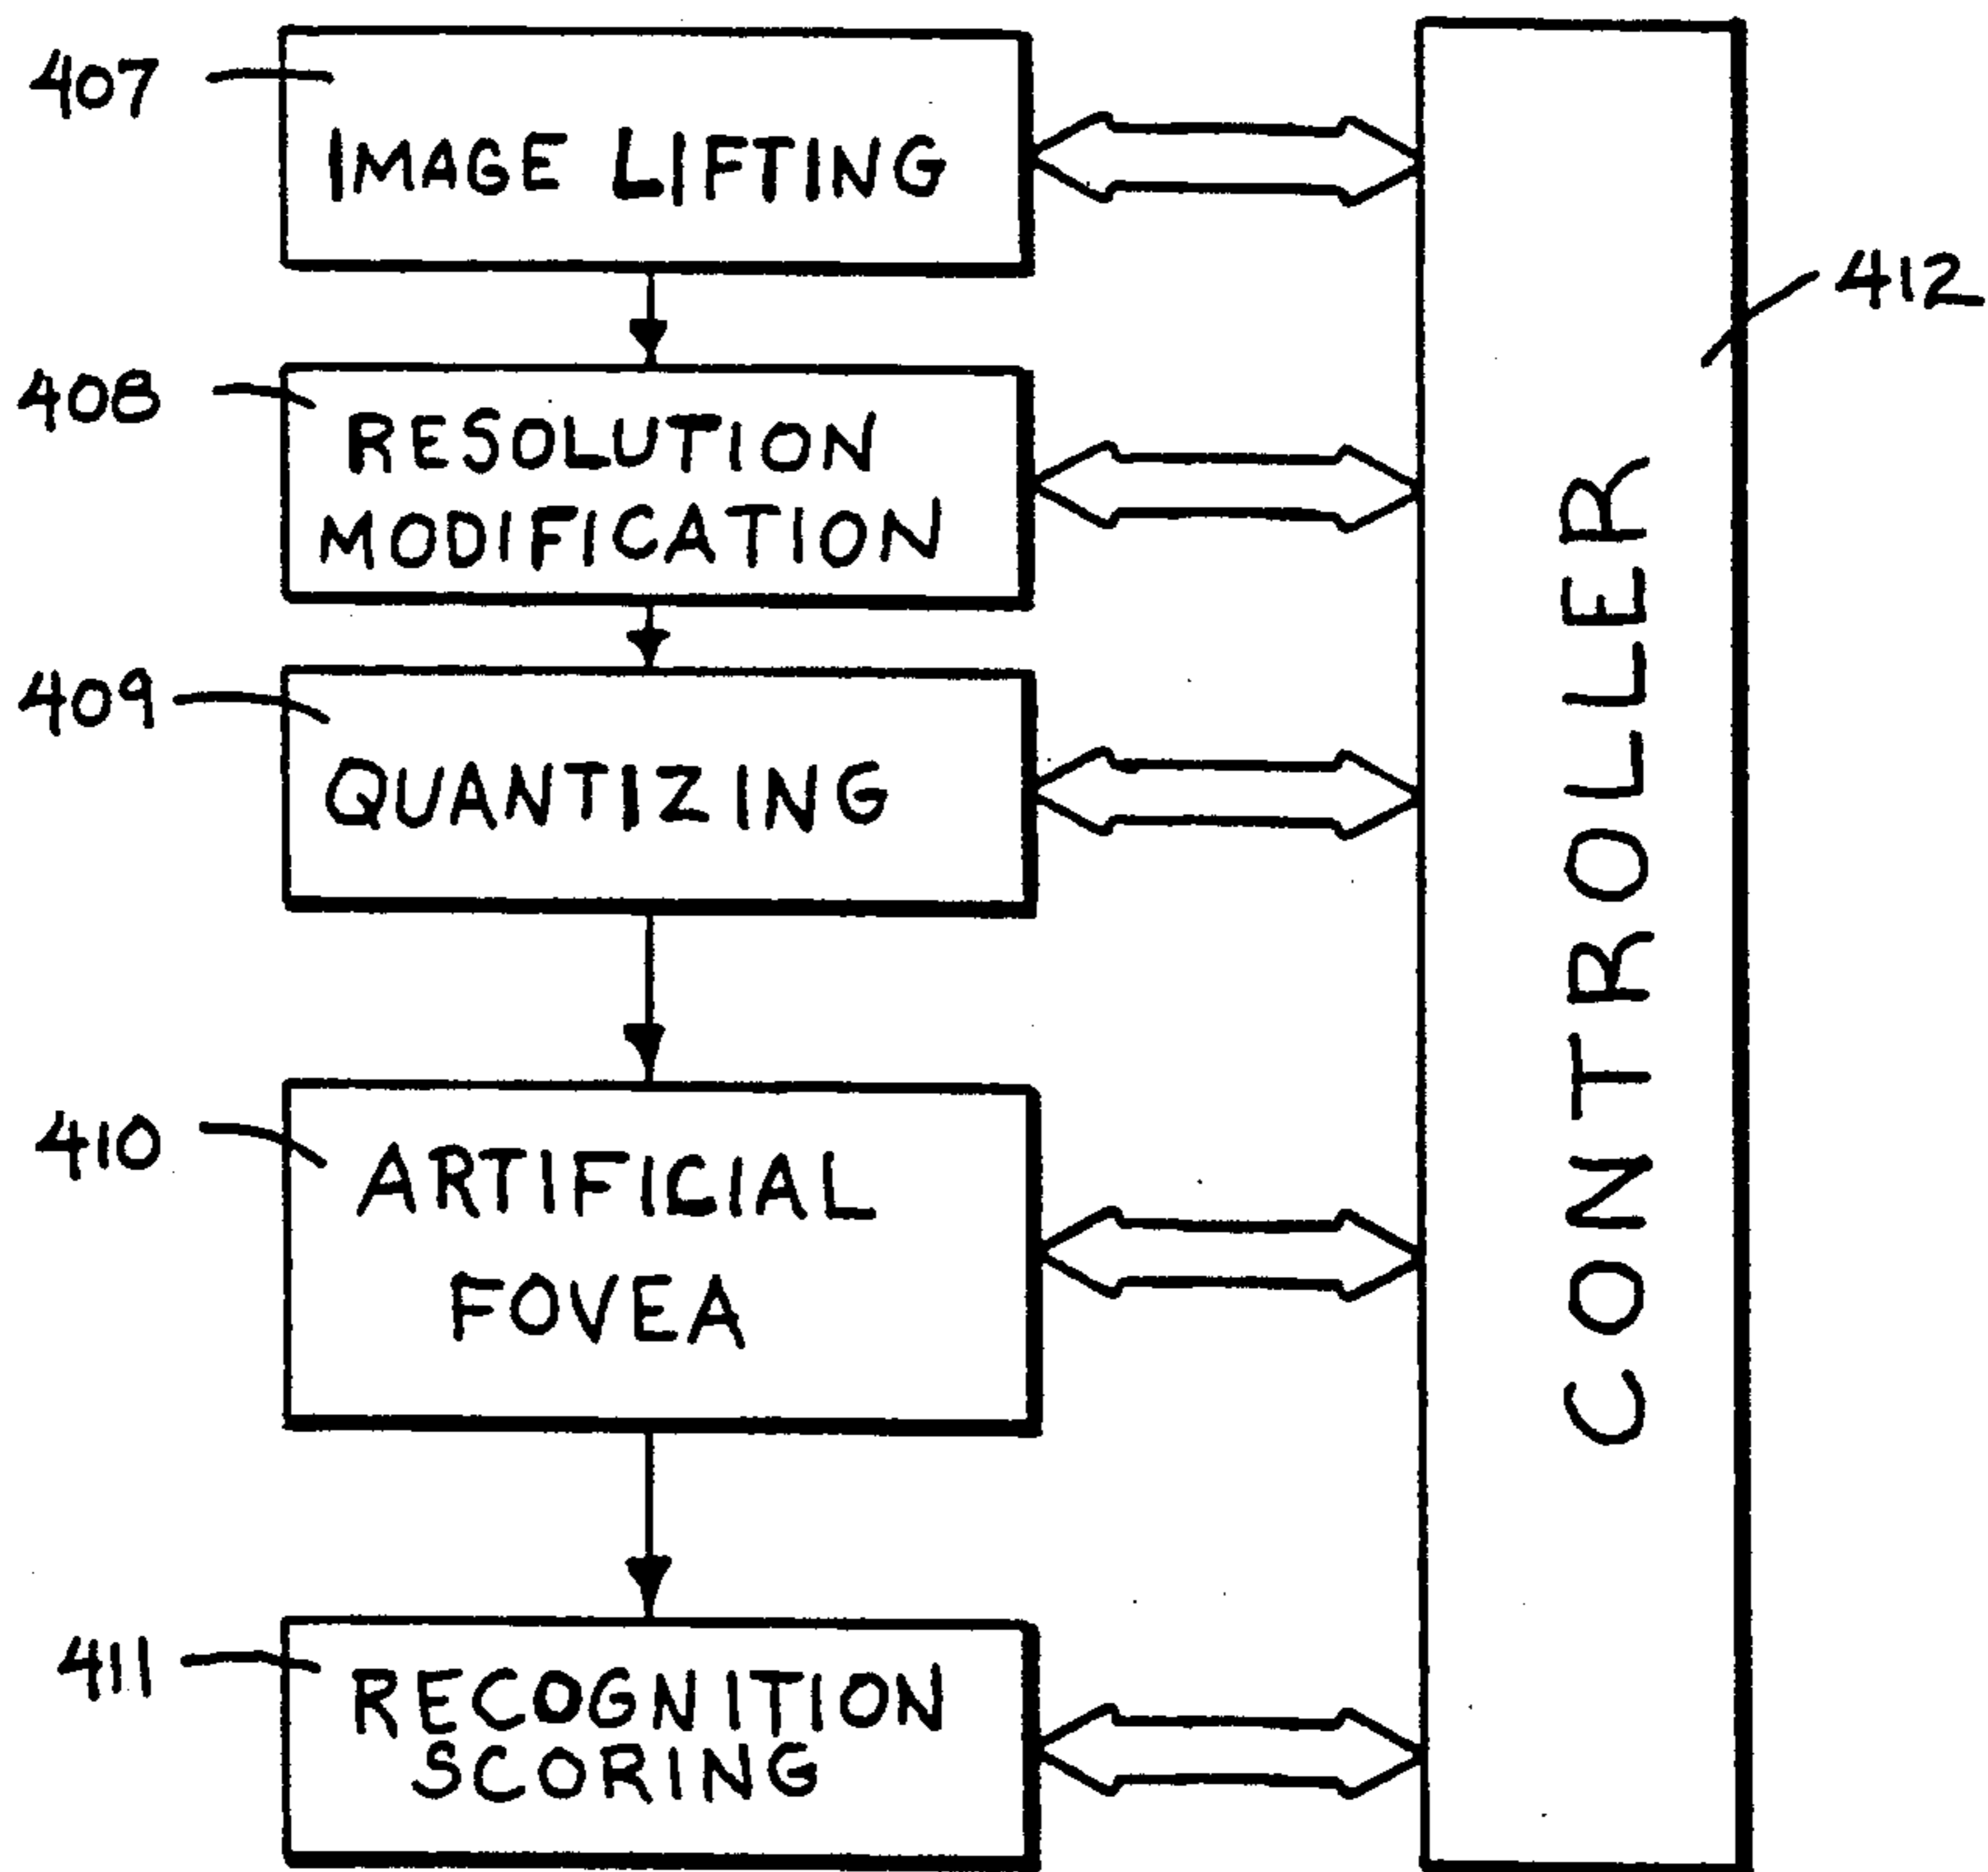 407
IMAGE LIFTING
412
408
RESOLUTION
MODIFICATION
409
QUANTIZING
CONTROLLER
410
ARTIFICIAL
FOVEA
411
RECOGNITION
SCORING